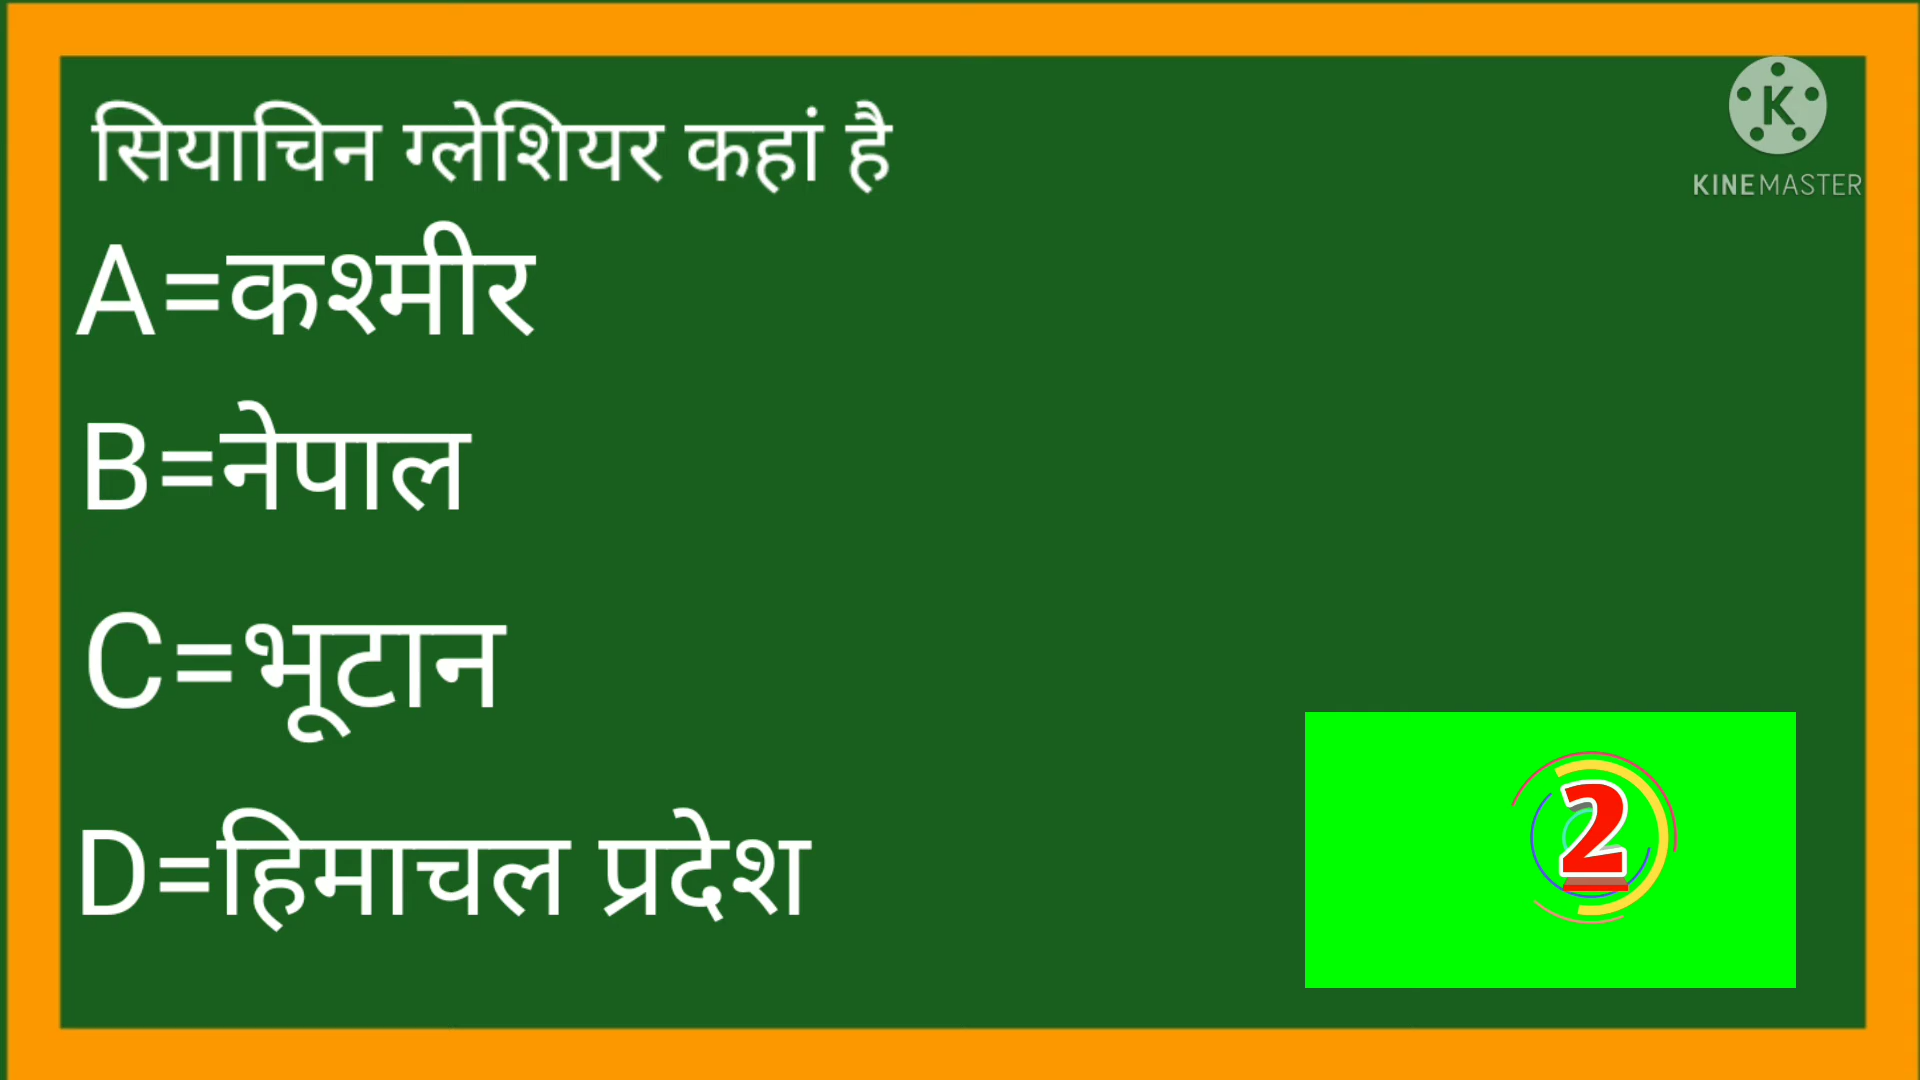 सियाचिन ग्लेशियर कहां है
A=कश्मीर
B=नेपाल
C=भूटान
D=हिमाचल प्रदेश
K
KINEMASTER
2